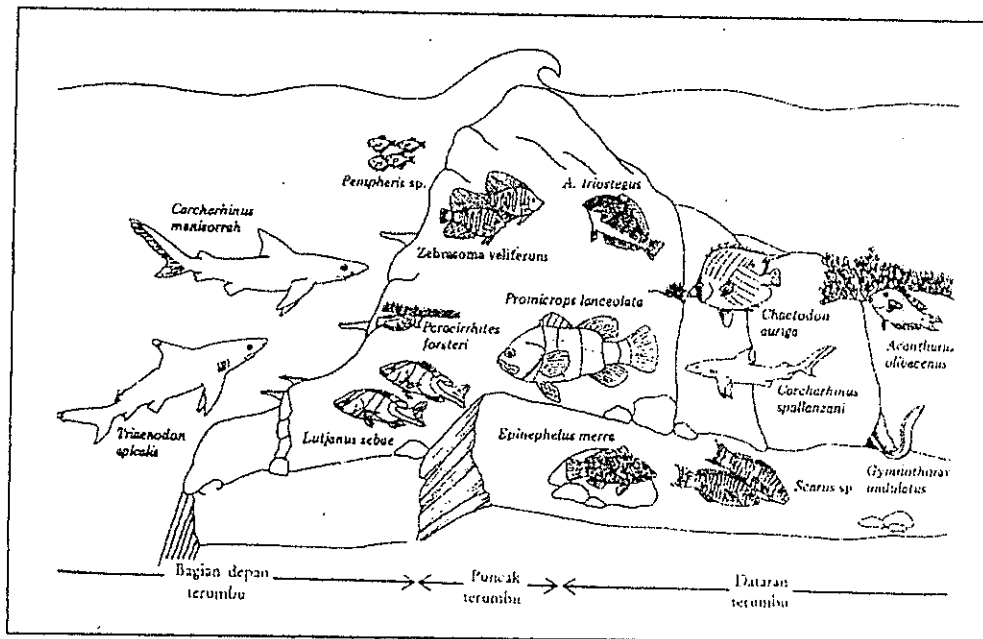 Pempheris sp.
A. triostegus
Carcharhinus
menisorrah
Zebrasoma veliferum
Promicrops lanceolata
Paracirrhites
forsteri
Chaetodon
auriga
Acanthurus
olivacenus
Carcharhinus
spallanzani
Triaenodon
apicalis
Lutjanus sebae
Epinephelus merra
Scarus sp
Gymnothorax
undulatus
Bagian depan
terumbu
Puncak
terumbu
Dataran
terumbu